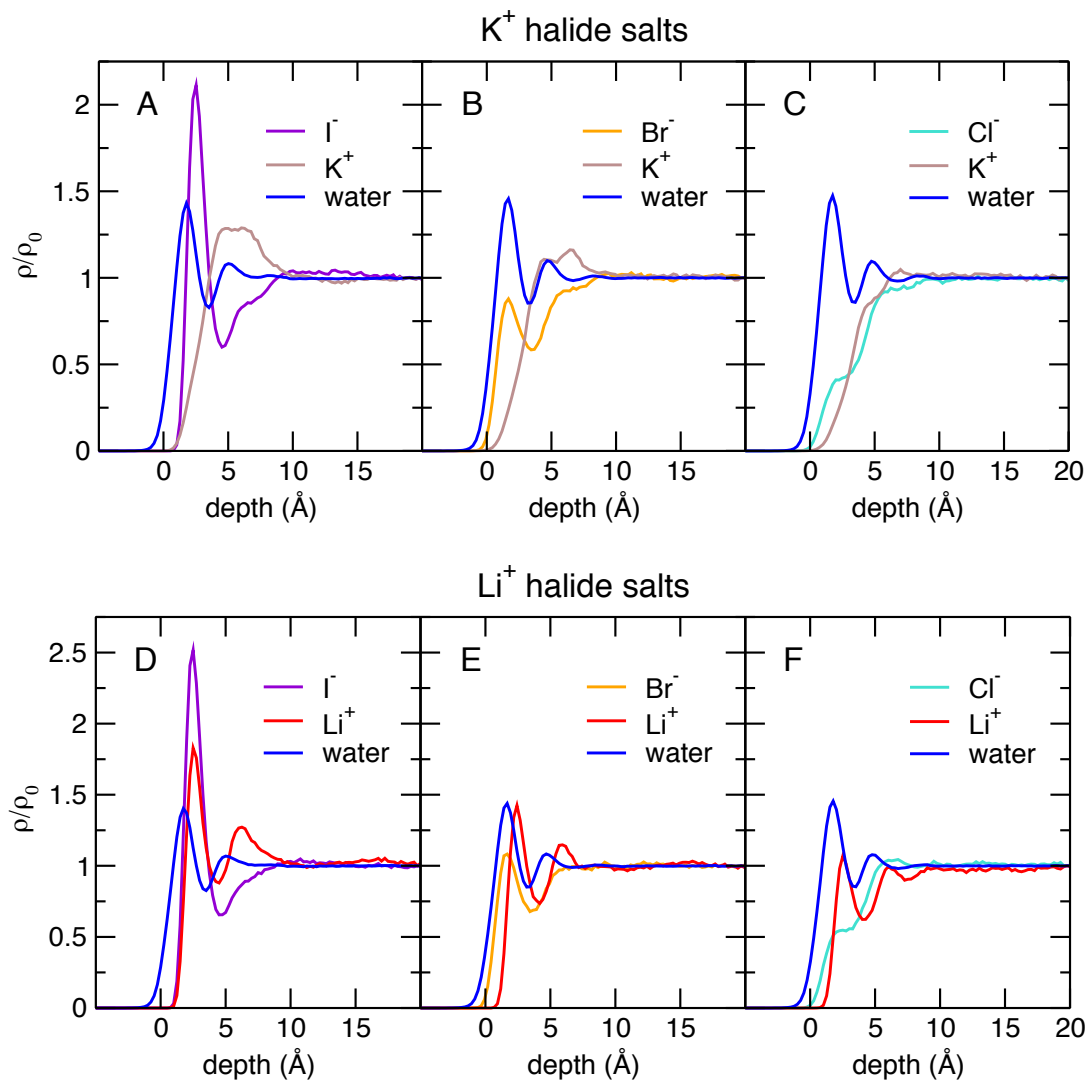 K⁺ halide salts
A
B
C
I⁻
K⁺
water
Br⁻
K⁺
water
Cl⁻
K⁺
water
ρ/ρ₀
2
1.5
1
0.5
0
0 5 10 15
0 5 10 15
0 5 10 15 20
depth (Å)
depth (Å)
depth (Å)
Li⁺ halide salts
D
E
F
I⁻
Li⁺
water
Br⁻
Li⁺
water
Cl⁻
Li⁺
water
ρ/ρ₀
2.5
2
1.5
1
0.5
0
0 5 10 15
0 5 10 15
0 5 10 15 20
depth (Å)
depth (Å)
depth (Å)